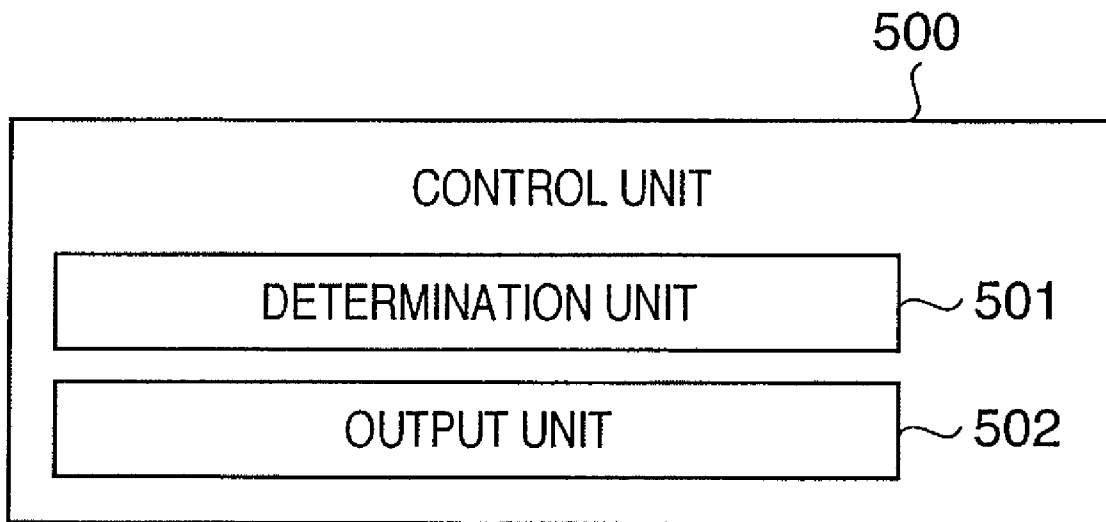 500
CONTROL UNIT
DETERMINATION UNIT
501
OUTPUT UNIT
502